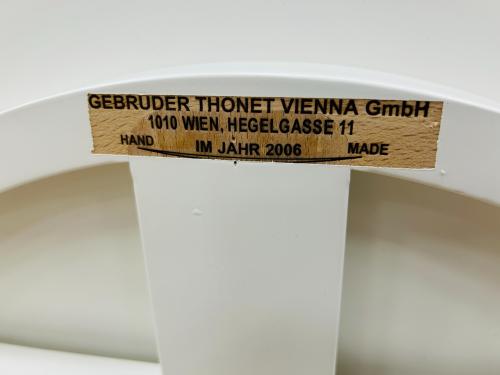 GEBRUDER THONET VIENNA GmbH
1010 WIEN, HEGELGASSE 11
HAND IM JAHR 2006 MADE